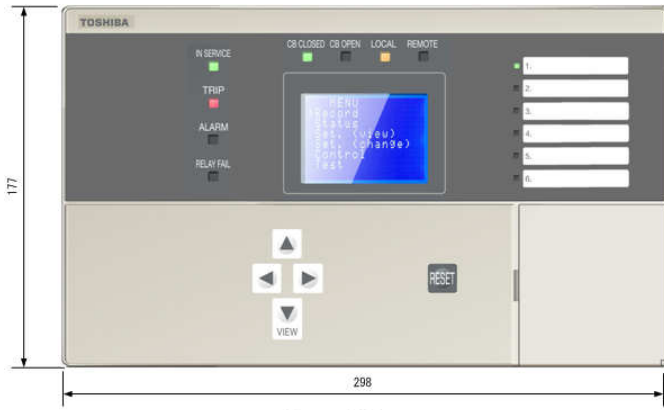 TOSHIBA
IN SERVICE
TRIP
ALARM
RELAY FAIL
CB CLOSED CB OPEN LOCAL REMOTE
MENU
Record
Status
Set. (view)
Set. (change)
Control
Test
1.
2.
3.
4.
5.
6.
VIEW
RESET
177
298